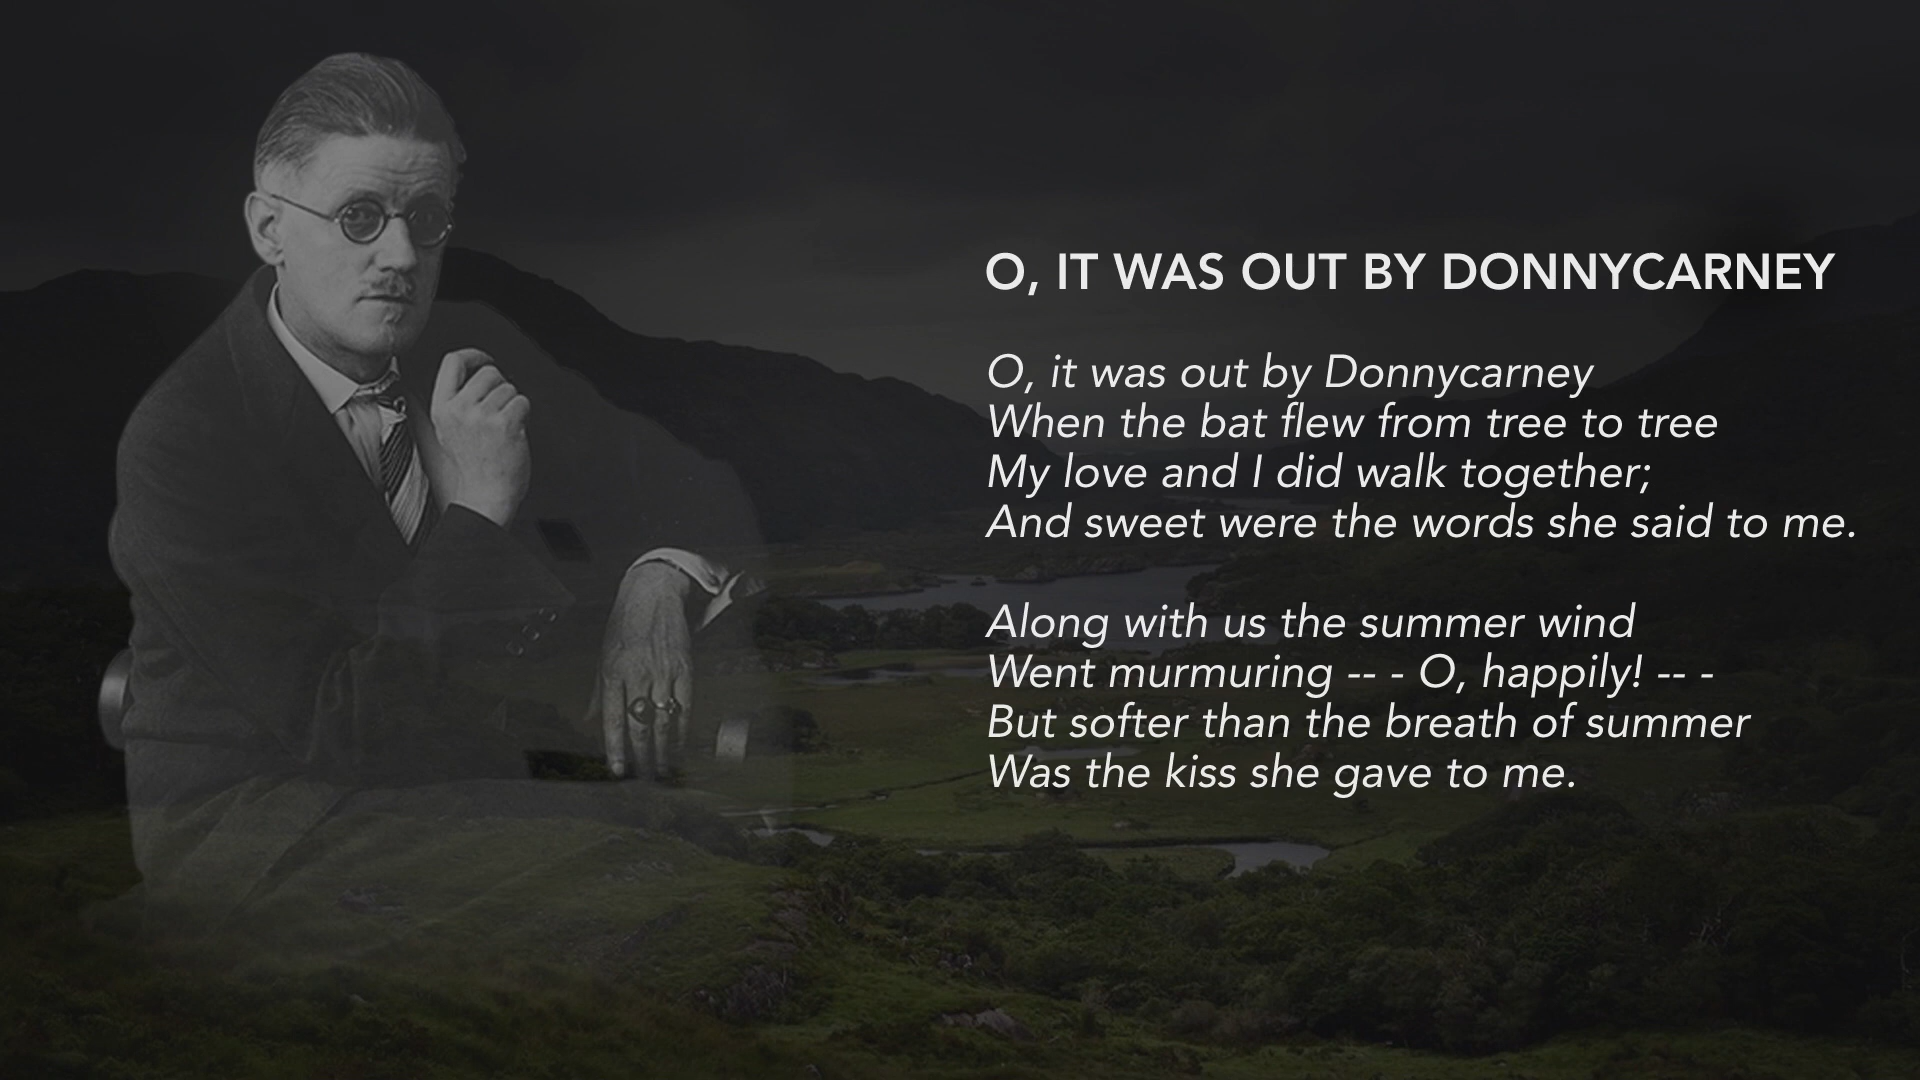 O, IT WAS OUT BY DONNYCARNEY
O, it was out by Donnycarney
When the bat flew from tree to tree
My love and I did walk together;
And sweet were the words she said to me.
Along with us the summer wind
Went murmuring -- - O, happily! -- -
But softer than the breath of summer
Was the kiss she gave to me.